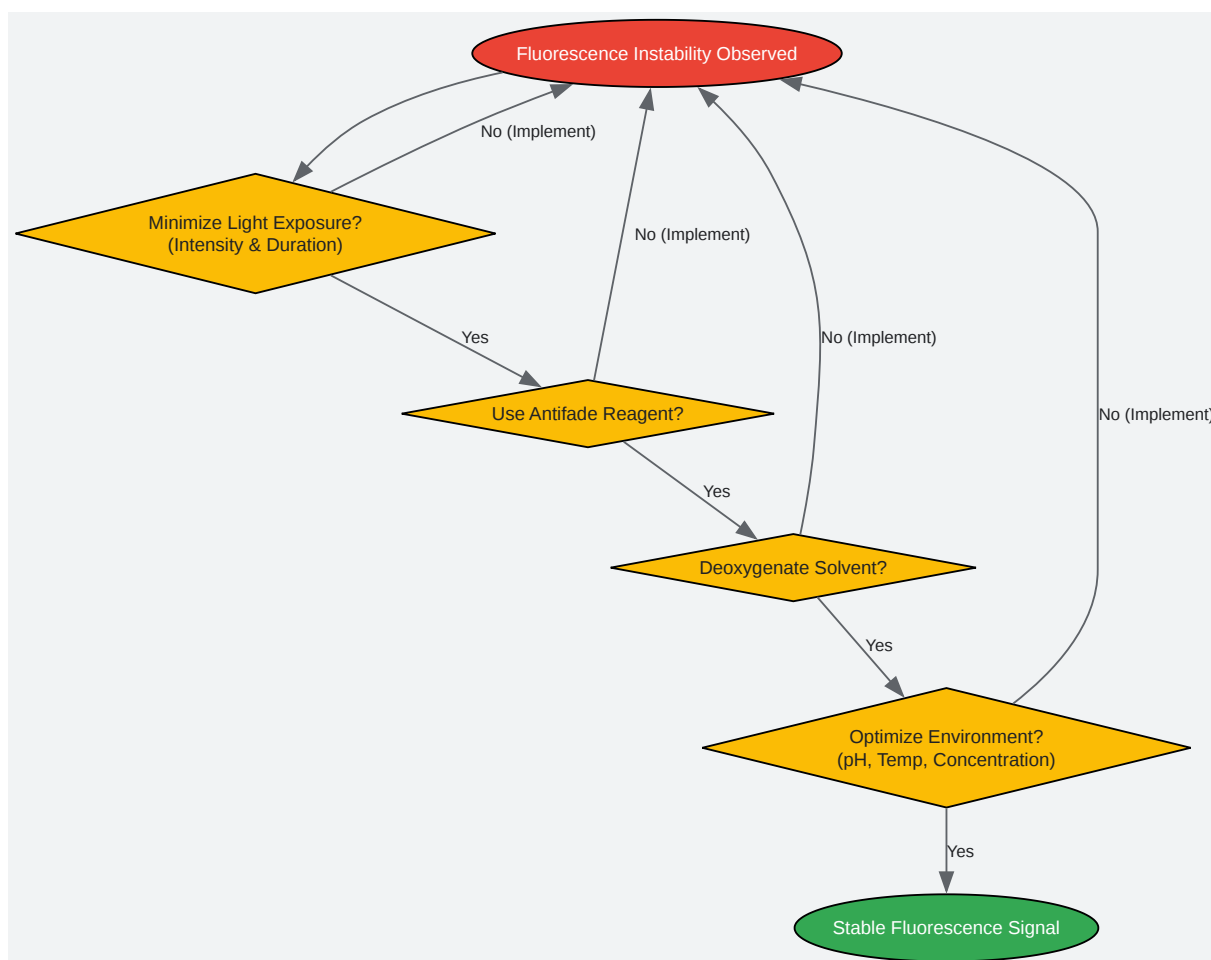 Fluorescence Instability Observed
No (Implement)
Minimize Light Exposure?
(Intensity & Duration)
No (Implement)
Yes
No (Implement)
Use Antifade Reagent?
No (Implement)
Yes
Deoxygenate Solvent?
Yes
Optimize Environment?
(pH, Temp, Concentration)
Yes
Stable Fluorescence Signal